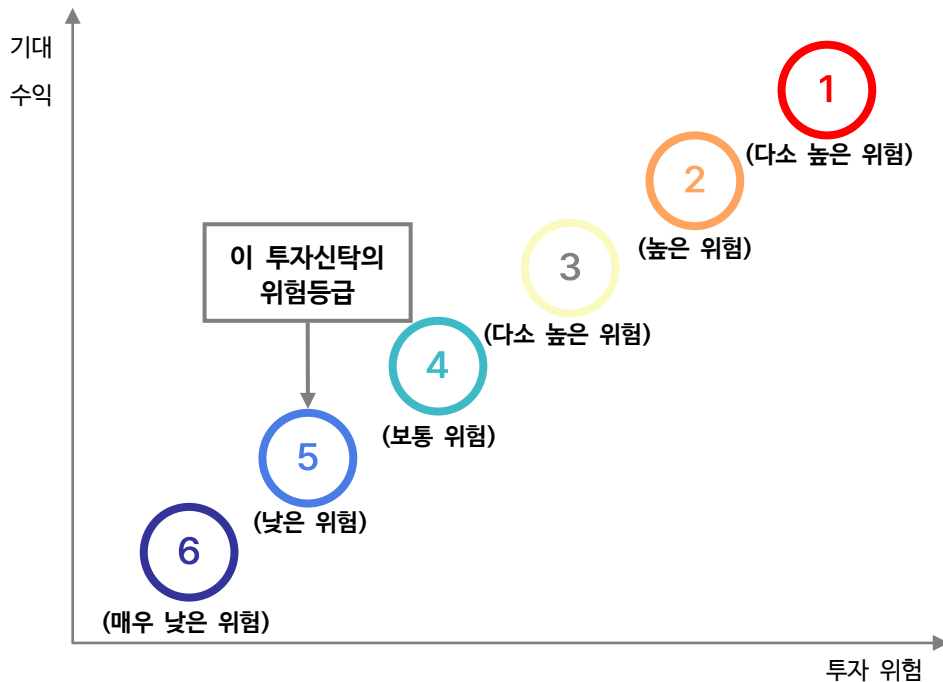 기대
수익
1
(다소 높은 위험)
2
(높은 위험)
이 투자신탁의
위험등급
3
(다소 높은 위험)
4
(보통 위험)
5
(낮은 위험)
6
(매우 낮은 위험)
투자 위험